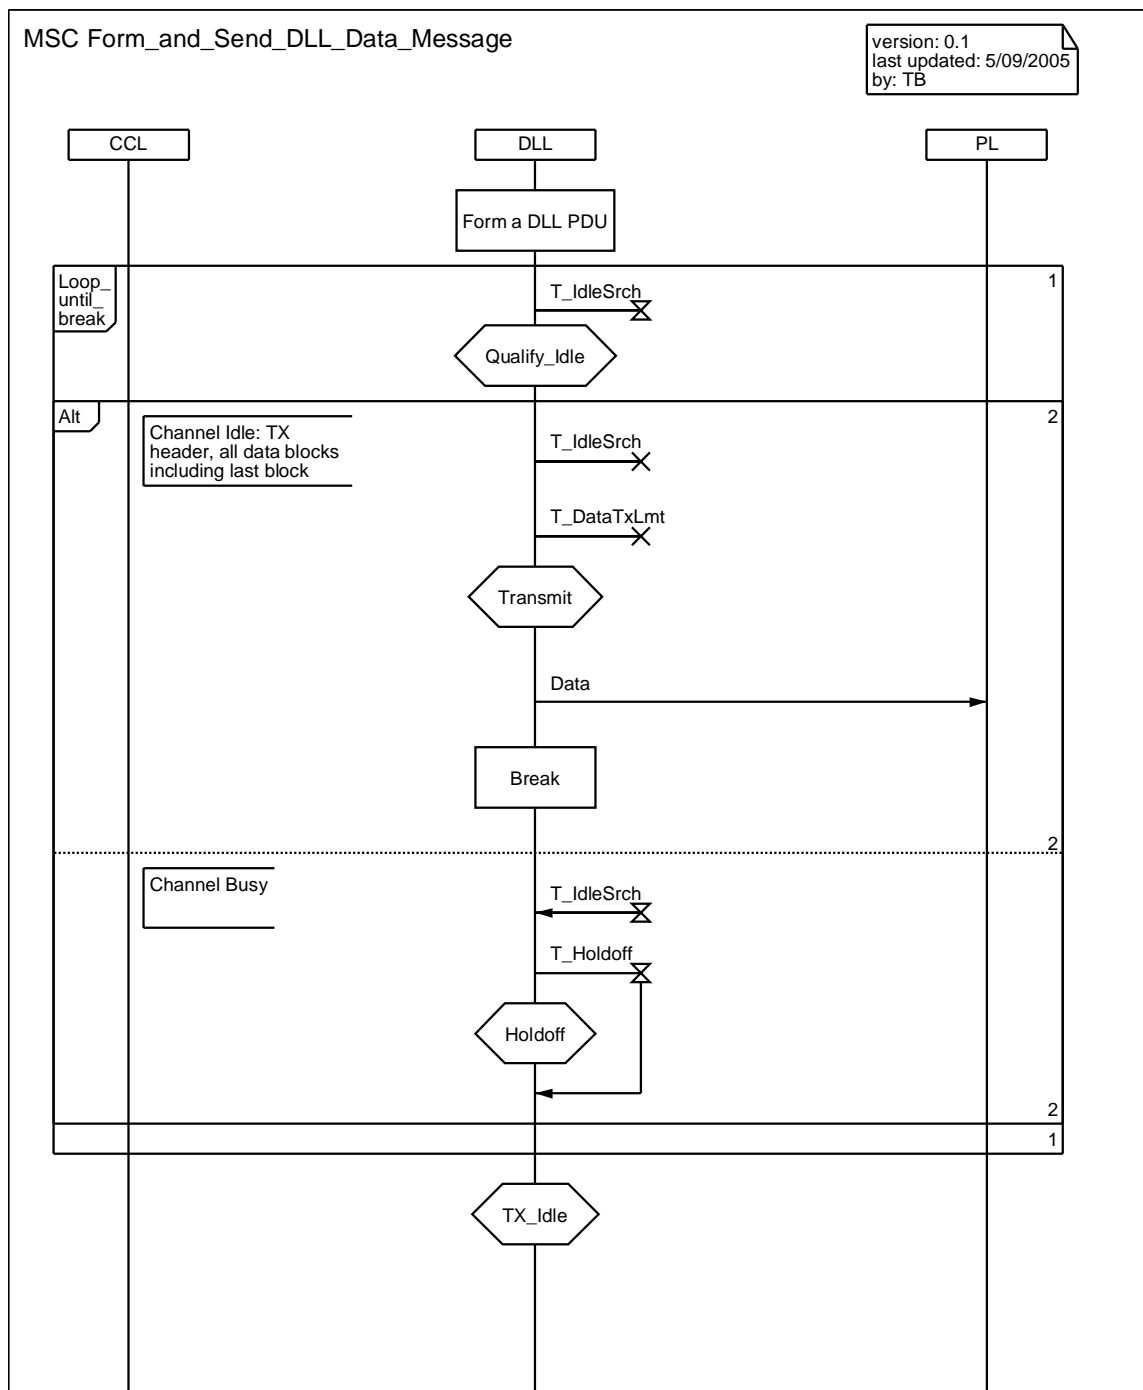 MSC Form_and_Send_DLL_Data_Message
version: 0.1
last updated: 5/09/2005
by: TB
CCL
DLL
PL
Form a DLL PDU
Loop_
until_
break
1
T_IdleSrch
Qualify_Idle
Alt
2
Channel Idle: TX
header, all data blocks
including last block
T_IdleSrch
T_DataTxLmt
Transmit
Data
Break
2
Channel Busy
T_IdleSrch
T_Holdoff
Holdoff
2
1
TX_Idle